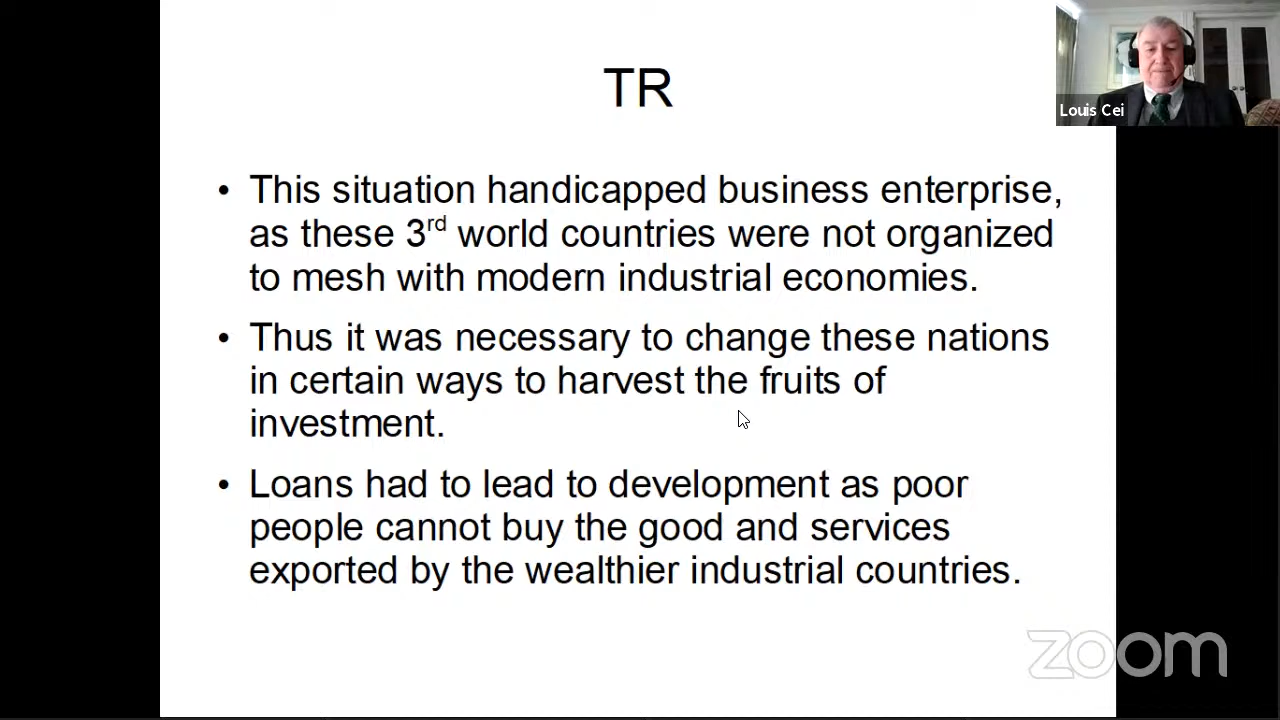 TR
Louis Cei
• This situation handicapped business enterprise,
as these 3rd world countries were not organized
to mesh with modern industrial economies.
• Thus it was necessary to change these nations
in certain ways to harvest the fruits of
investment.
• Loans had to lead to development as poor
people cannot buy the good and services
exported by the wealthier industrial countries.
zoom